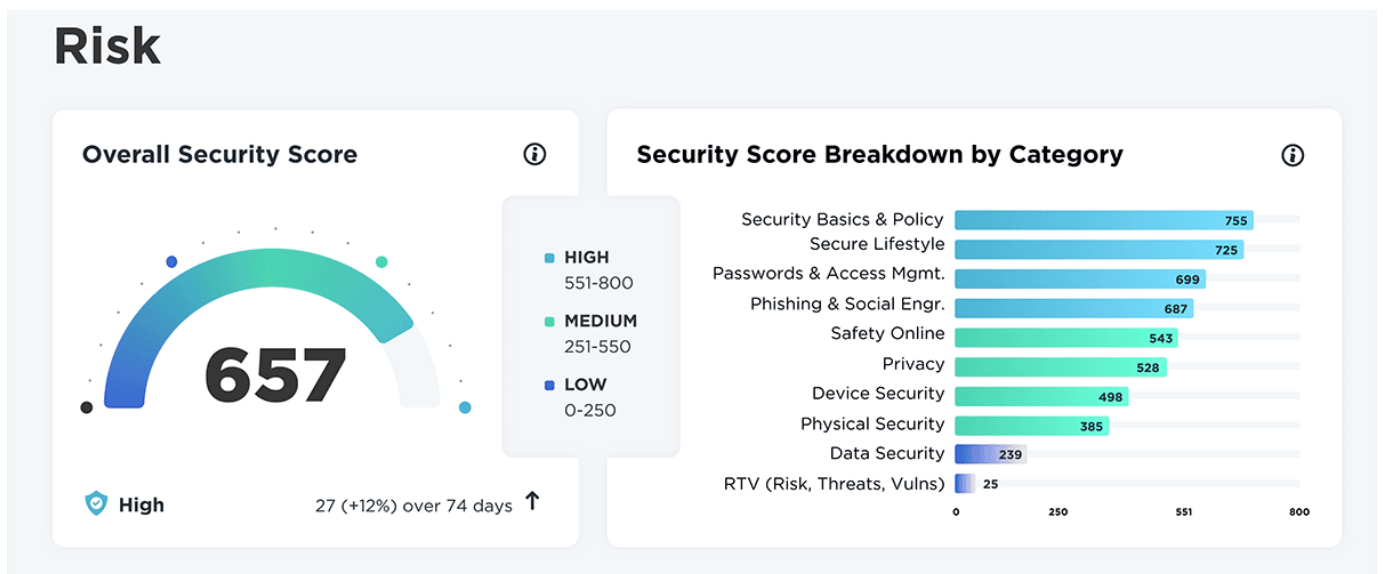 Risk
Overall Security Score
657
High
27 (+12%) over 74 days ↑
HIGH
551-800
MEDIUM
251-550
LOW
0-250
Security Score Breakdown by Category
Security Basics & Policy 755
Secure Lifestyle 725
Passwords & Access Mgmt. 699
Phishing & Social Engr. 687
Safety Online 543
Privacy 528
Device Security 498
Physical Security 385
Data Security 239
RTV (Risk, Threats, Vulns) 25
0 250 551 800